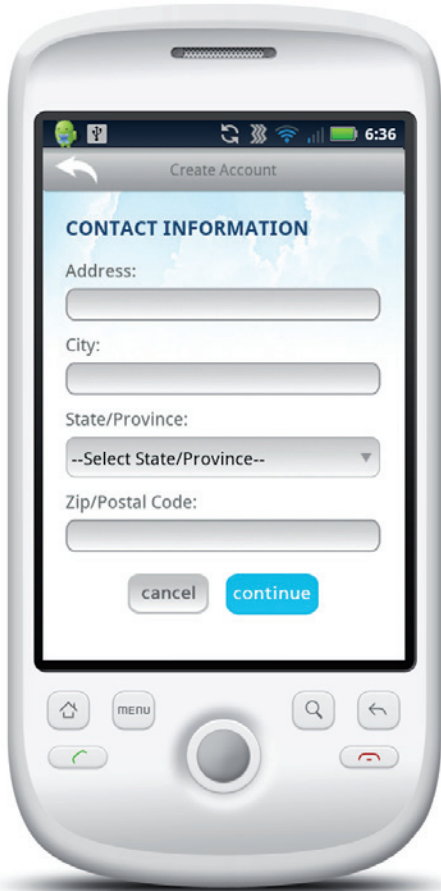 6:36
Create Account
CONTACT INFORMATION
Address:
City:
State/Province:
--Select State/Province--
Zip/Postal Code:
cancel continue
MENU